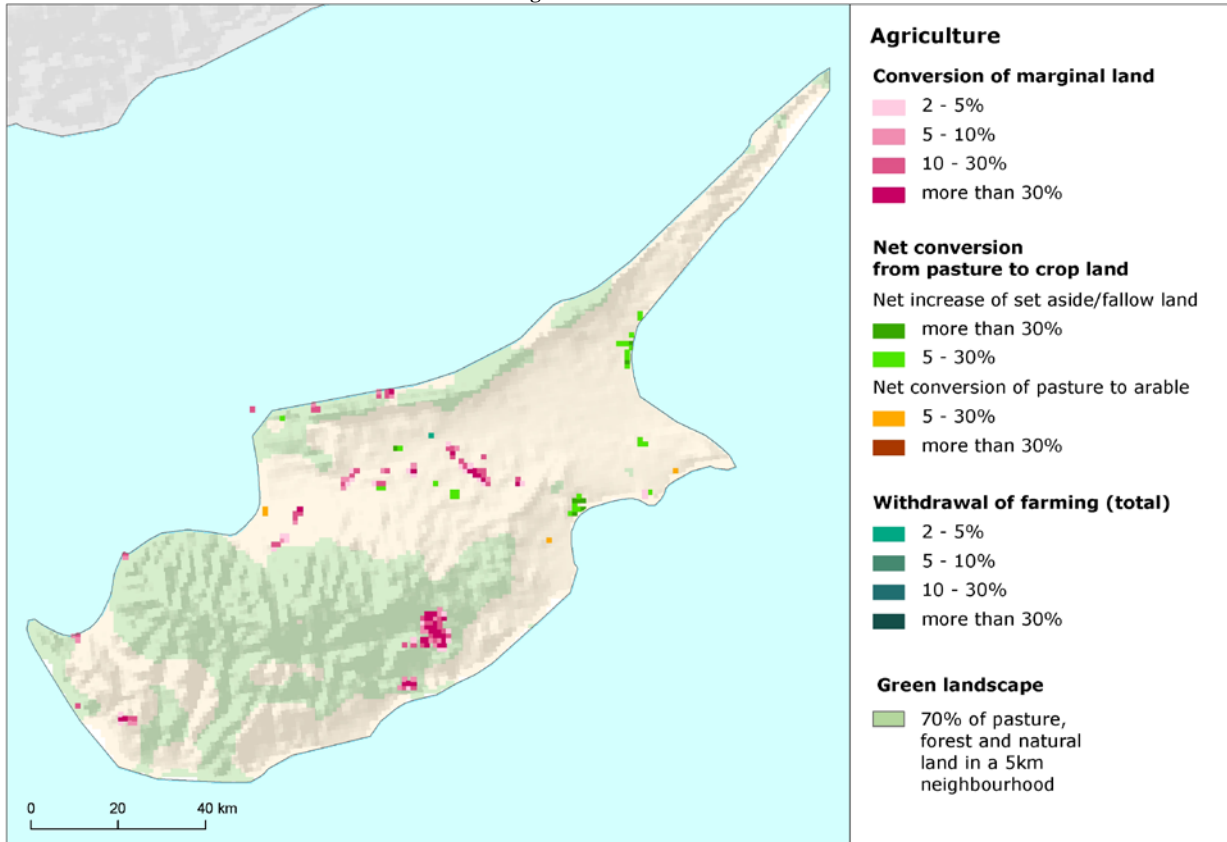 Agriculture
Conversion of marginal land
2 - 5%
5 - 10%
10 - 30%
more than 30%
Net conversion
from pasture to crop land
Net increase of set aside/fallow land
more than 30%
5 - 30%
Net conversion of pasture to arable
5 - 30%
more than 30%
Withdrawal of farming (total)
2 - 5%
5 - 10%
10 - 30%
more than 30%
Green landscape
70% of pasture,
forest and natural
land in a 5km
neighbourhood
0 20 40 km